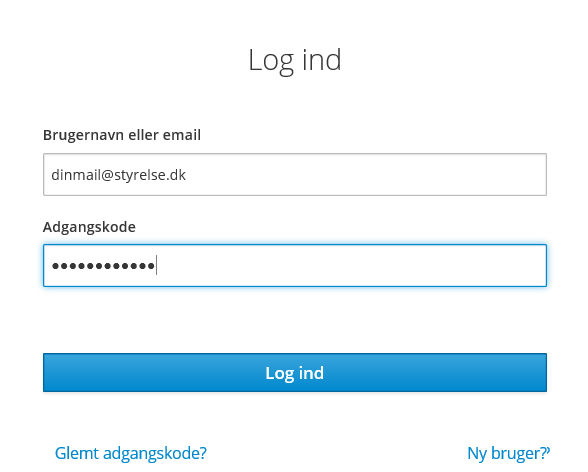 Log ind
Brugernavn eller email
dinmail@styrelse.dk
Adgangskode
••••••••••••
Log ind
Glemt adgangskode? Ny bruger?»